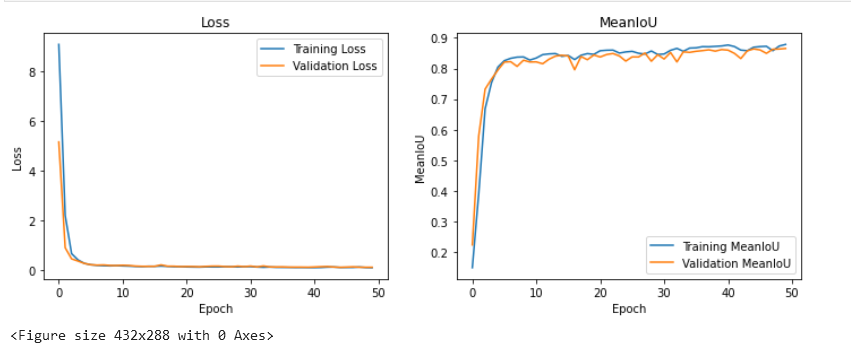 Loss
MeanIoU
Training Loss
Validation Loss
8
6
4
2
0
Loss
0 10 20 30 40 50
Epoch
0.9
0.8
0.7
0.6
0.5
0.4
0.3
0.2
MeanIoU
Training MeanIoU
Validation MeanIoU
0 10 20 30 40 50
Epoch
<Figure size 432x288 with 0 Axes>